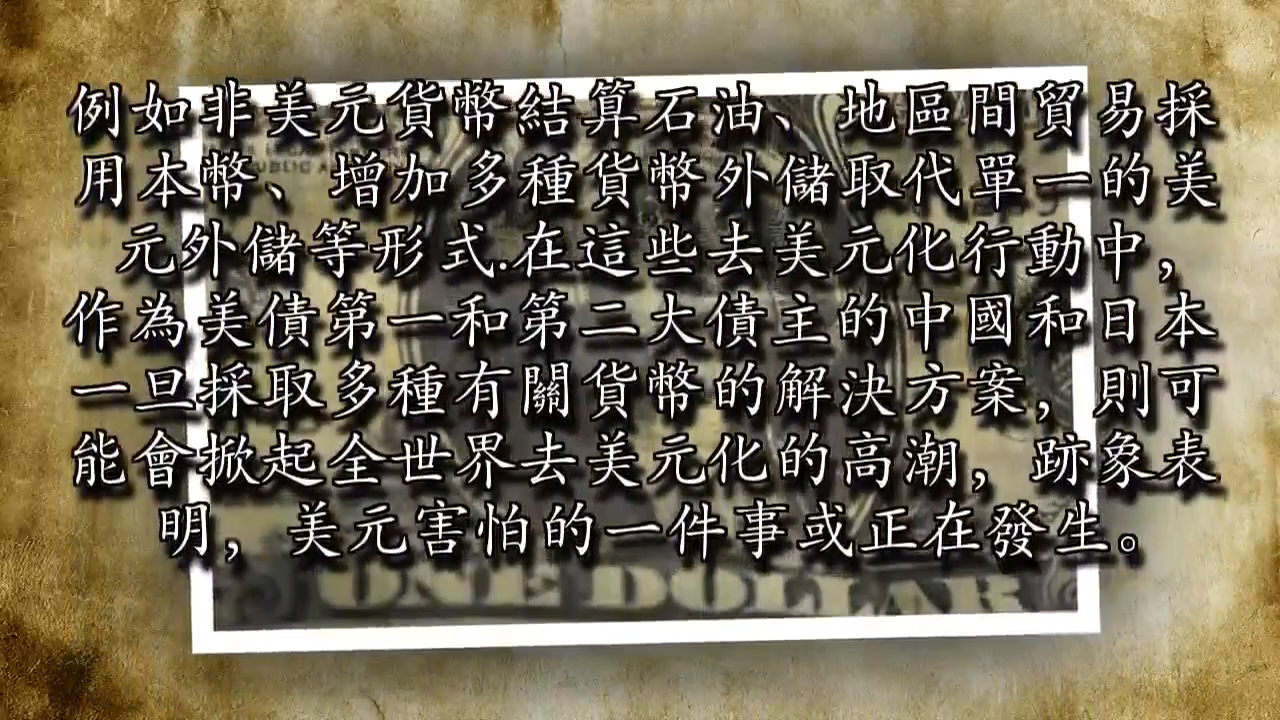 例如非美元貨幣結算石油、地區間貿易採
用本幣、增加多種貨幣外儲取代單一的美
元外儲等形式.在這些去美元化行動中，
作為美債第一和第二大債主的中國和日本
一旦採取多種有關貨幣的解決方案，則可
能會掀起全世界去美元化的高潮，跡象表
明，美元害怕的一件事或正在發生。
ONE DOLLAR